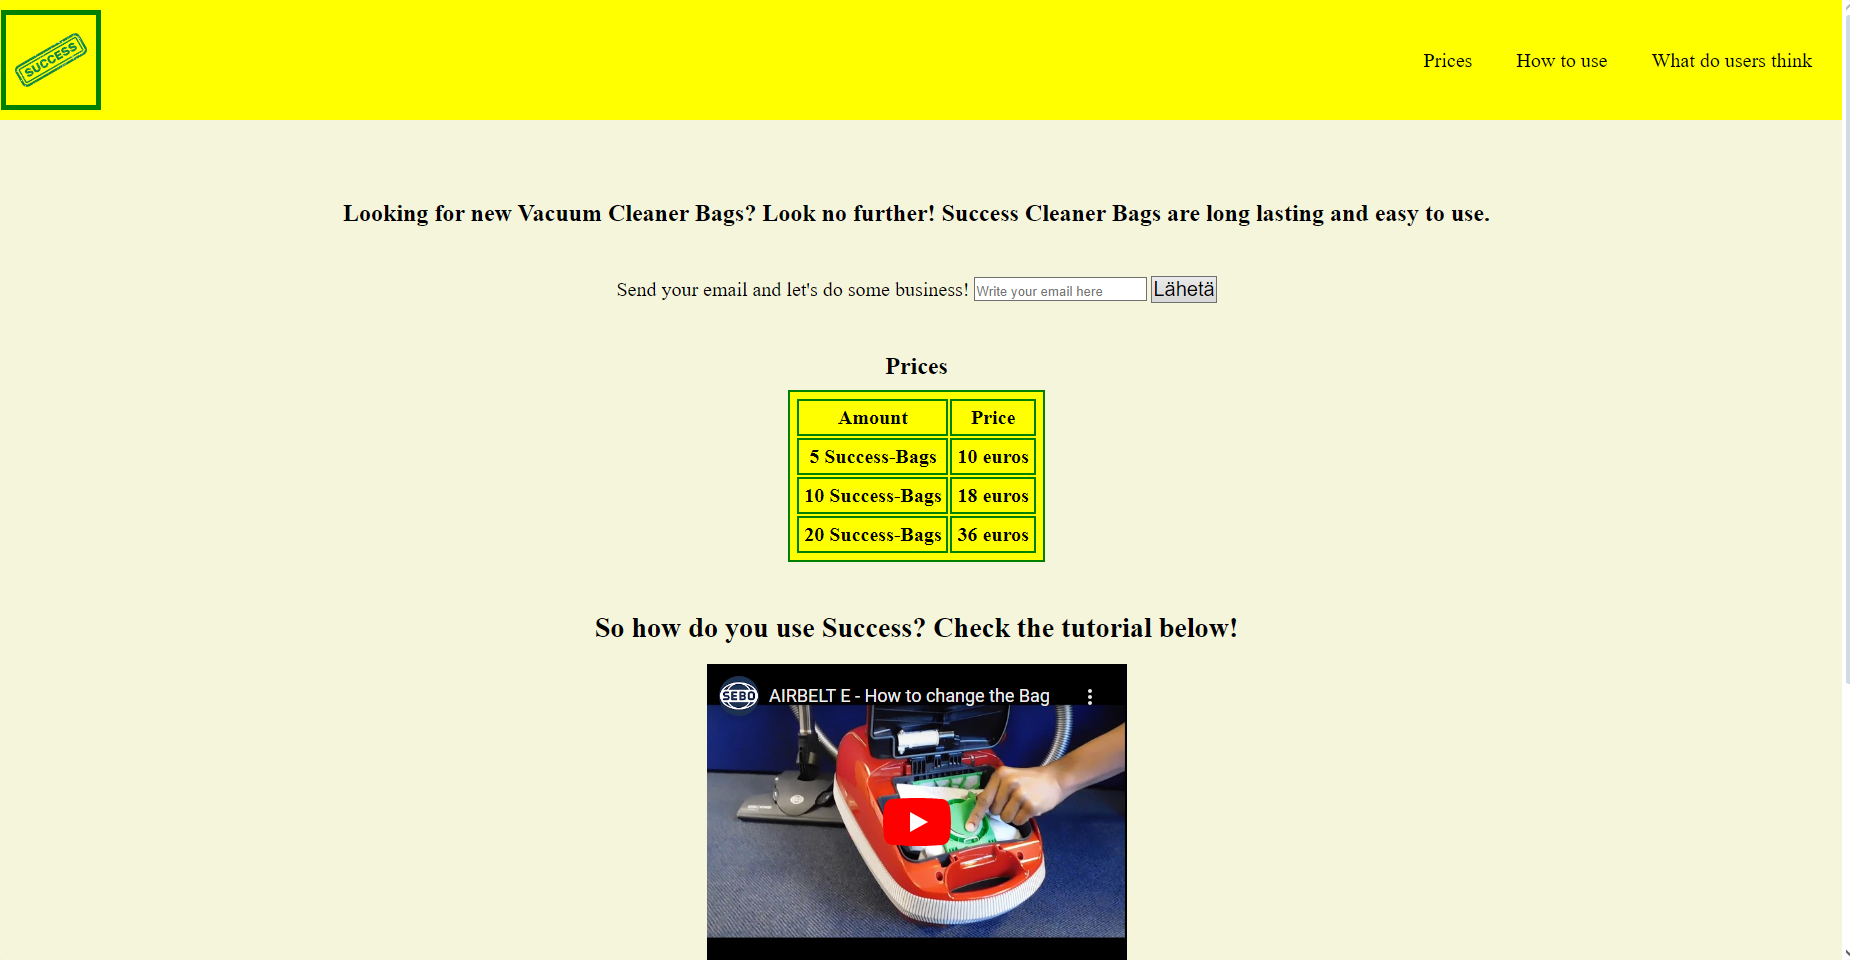 SUCCESS
Prices How to use What do users think
Looking for new Vacuum Cleaner Bags? Look no further! Success Cleaner Bags are long lasting and easy to use.
Send your email and let's do some business! Write your email here Lähetä
Prices
Amount Price
5 Success-Bags 10 euros
10 Success-Bags 18 euros
20 Success-Bags 36 euros
So how do you use Success? Check the tutorial below!
SEBO AIRBELT E - How to change the Bag